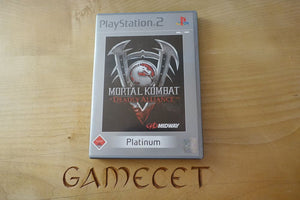 PlayStation 2
MORTAL KOMBAT
DEADLY ALLIANCE
MIDWAY
Platinum
GAMECET